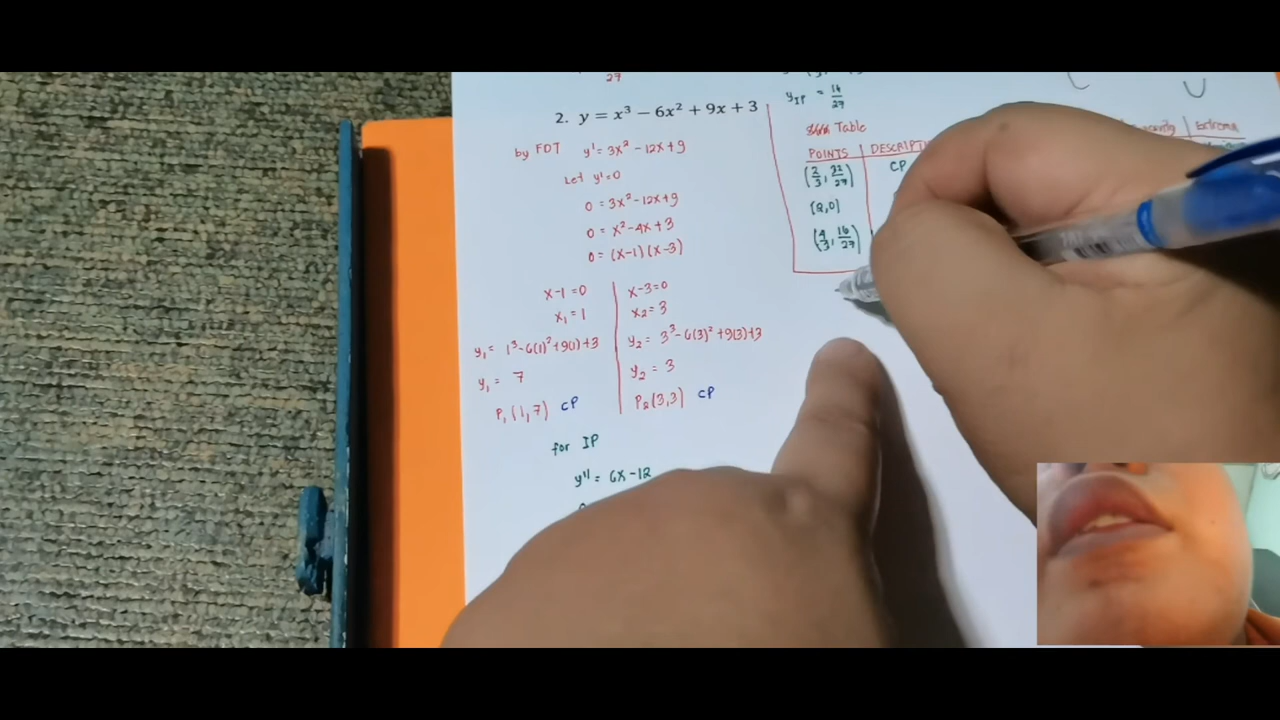 27
2. y = x³ − 6x² + 9x + 3
by FDT y' = 3x² - 12x + 9
Let y' = 0
0 = 3x² - 12x + 9
0 = x² - 4x + 3
0 = (x-1)(x-3)
x-1 = 0
x₁ = 1
y₁ = 1³ - 6(1)² + 9(1) + 3
y₁ = 7
P₁(1,7) CP
x-3 = 0
x₂ = 3
y₂ = 3³ - 6(3)² + 9(3) + 3
y₂ = 3
P₂(3,3) CP
for IP
y'' = 6x - 12
y_IP = 16/27
Table
POINTS DESCRIPTI Extrema
(2/3, 32/27) CP
(4/3, 16/27)